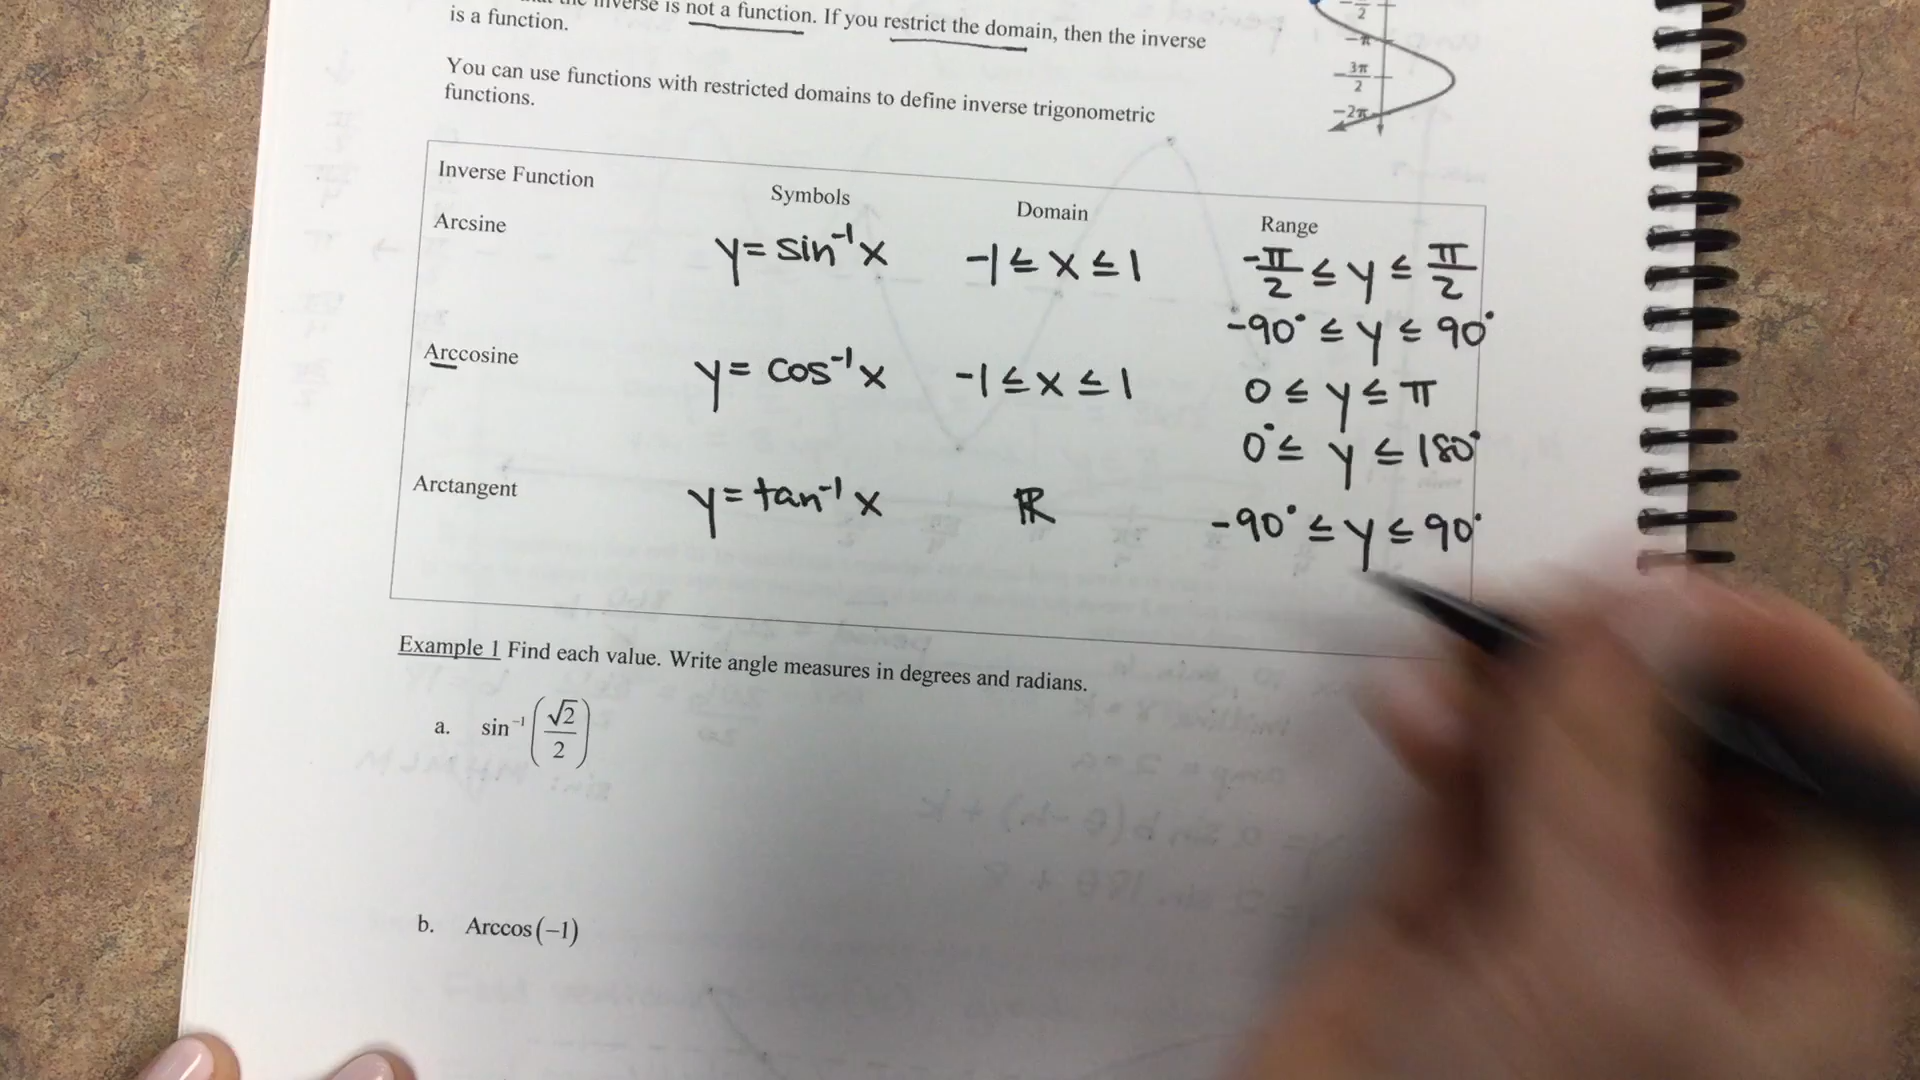 inverse is not a function. If you restrict the domain, then the inverse
is a function.
You can use functions with restricted domains to define inverse trigonometric
functions.
-π/2
-π
-3π/2
-2π
Inverse Function Symbols Domain Range
Arcsine y = sin⁻¹x -1 ≤ x ≤ 1 -π/2 ≤ y ≤ π/2
-90° ≤ y ≤ 90°
Arccosine y = cos⁻¹x -1 ≤ x ≤ 1 0 ≤ y ≤ π
0° ≤ y ≤ 180°
Arctangent y = tan⁻¹x ℝ -90° ≤ y ≤ 90°
Example 1 Find each value. Write angle measures in degrees and radians.
a. sin⁻¹(√2/2)
b. Arccos(−1)